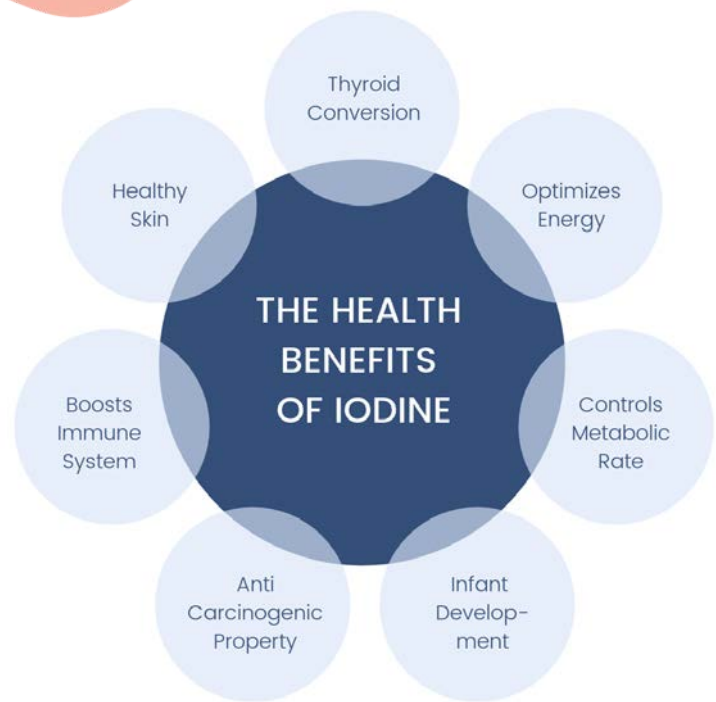 THE HEALTH
BENEFITS
OF IODINE
Thyroid
Conversion
Optimizes
Energy
Controls
Metabolic
Rate
Infant
Develop-
ment
Anti
Carcinogenic
Property
Boosts
Immune
System
Healthy
Skin